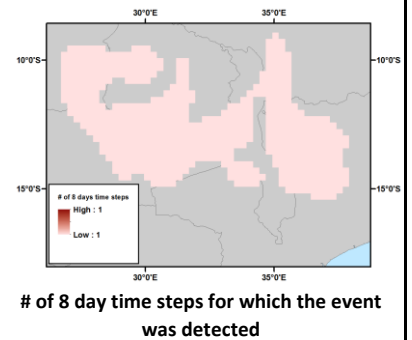 30°0'E 35°0'E
10°0'S 10°0'S
15°0'S 15°0'S
# of 8 days time steps
High : 1
Low : 1
30°0'E 35°0'E
# of 8 day time steps for which the event
was detected